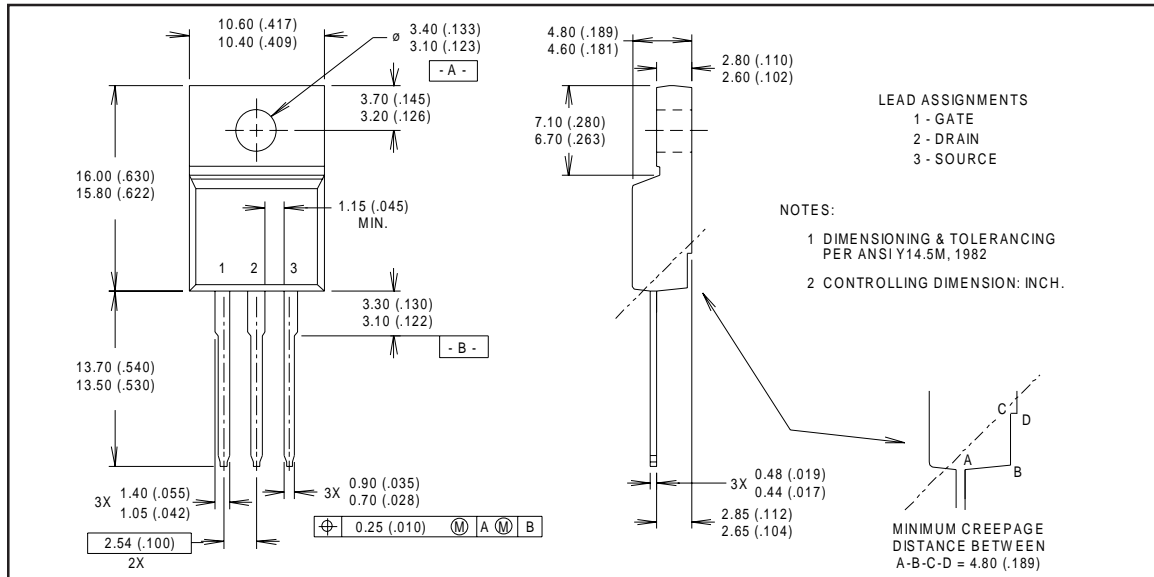 10.60 (.417)
10.40 (.409)
ø 3.40 (.133)
3.10 (.123)
- A -
3.70 (.145)
3.20 (.126)
16.00 (.630)
15.80 (.622)
1.15 (.045)
MIN.
1 2 3
3.30 (.130)
3.10 (.122)
- B -
13.70 (.540)
13.50 (.530)
3X 1.40 (.055)
1.05 (.042)
3X 0.90 (.035)
0.70 (.028)
0.25 (.010) Ⓜ A Ⓜ B
2.54 (.100)
2X
4.80 (.189)
4.60 (.181)
2.80 (.110)
2.60 (.102)
7.10 (.280)
6.70 (.263)
3X 0.48 (.019)
0.44 (.017)
2.85 (.112)
2.65 (.104)
LEAD ASSIGNMENTS
1 - GATE
2 - DRAIN
3 - SOURCE
NOTES:
1 DIMENSIONING & TOLERANCING
PER ANSI Y14.5M, 1982
2 CONTROLLING DIMENSION: INCH.
C
D
A
B
MINIMUM CREEPAGE
DISTANCE BETWEEN
A-B-C-D = 4.80 (.189)